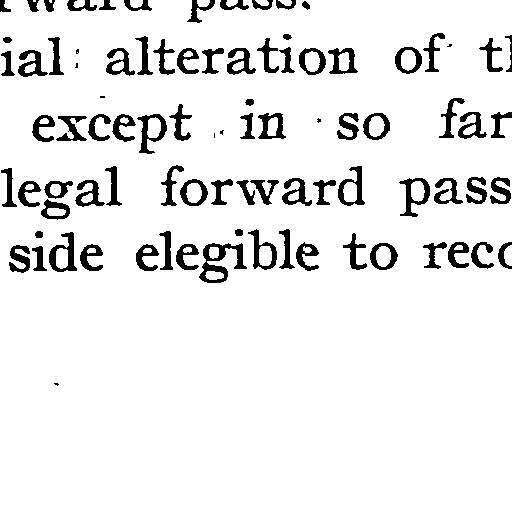 rward pass.
ial alteration of th
except in so far
legal forward pass
side elegible to reco